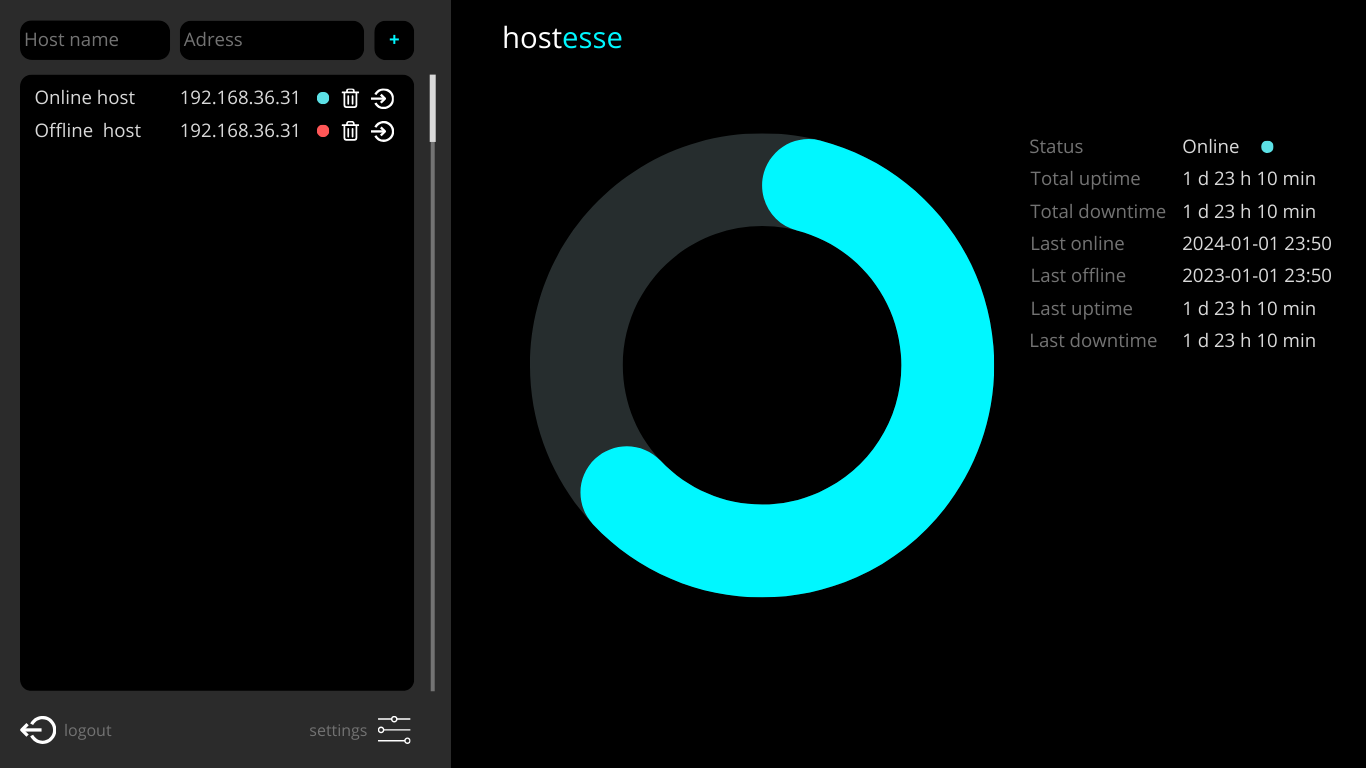 Host name Adress +
Online host 192.168.36.31
Offline host 192.168.36.31
logout settings
hostesse
Status Online
Total uptime 1 d 23 h 10 min
Total downtime 1 d 23 h 10 min
Last online 2024-01-01 23:50
Last offline 2023-01-01 23:50
Last uptime 1 d 23 h 10 min
Last downtime 1 d 23 h 10 min